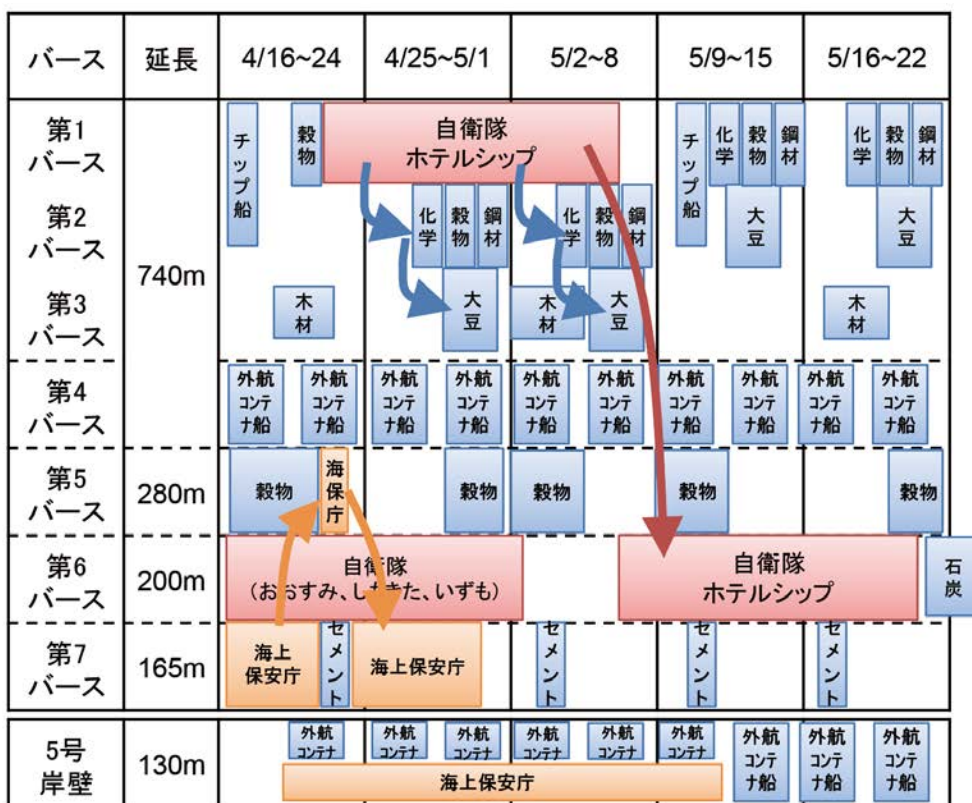 バース 延長 4/16~24 4/25~5/1 5/2~8 5/9~15 5/16~22
第1
バース
740m
チップ船
穀物
自衛隊
ホテルシップ
チップ船
化学
穀物
鋼材
化学
穀物
鋼材
第2
バース
化学
穀物
鋼材
化学
穀物
鋼材
大豆
大豆
第3
バース
木材
大豆
木材
大豆
木材
第4
バース
外航
コンテ
ナ船
外航
コンテ
ナ船
外航
コンテ
ナ船
外航
コンテ
ナ船
外航
コンテ
ナ船
外航
コンテ
ナ船
外航
コンテ
ナ船
外航
コンテ
ナ船
外航
コンテ
ナ船
外航
コンテ
ナ船
第5
バース
280m
穀物
海保庁
穀物
穀物
穀物
穀物
第6
バース
200m
自衛隊
(おおすみ、しもきた、いずも)
自衛隊
ホテルシップ
石炭
第7
バース
165m
海上
保安庁
セメント
海上保安庁
セメント
セメント
セメント
5号
岸壁
130m
外航
コンテナ
外航
コンテナ
外航
コンテナ
外航
コンテナ
外航
コンテナ
外航
コンテナ
外航
コンテ
ナ船
外航
コンテ
ナ船
外航
コンテ
ナ船
海上保安庁